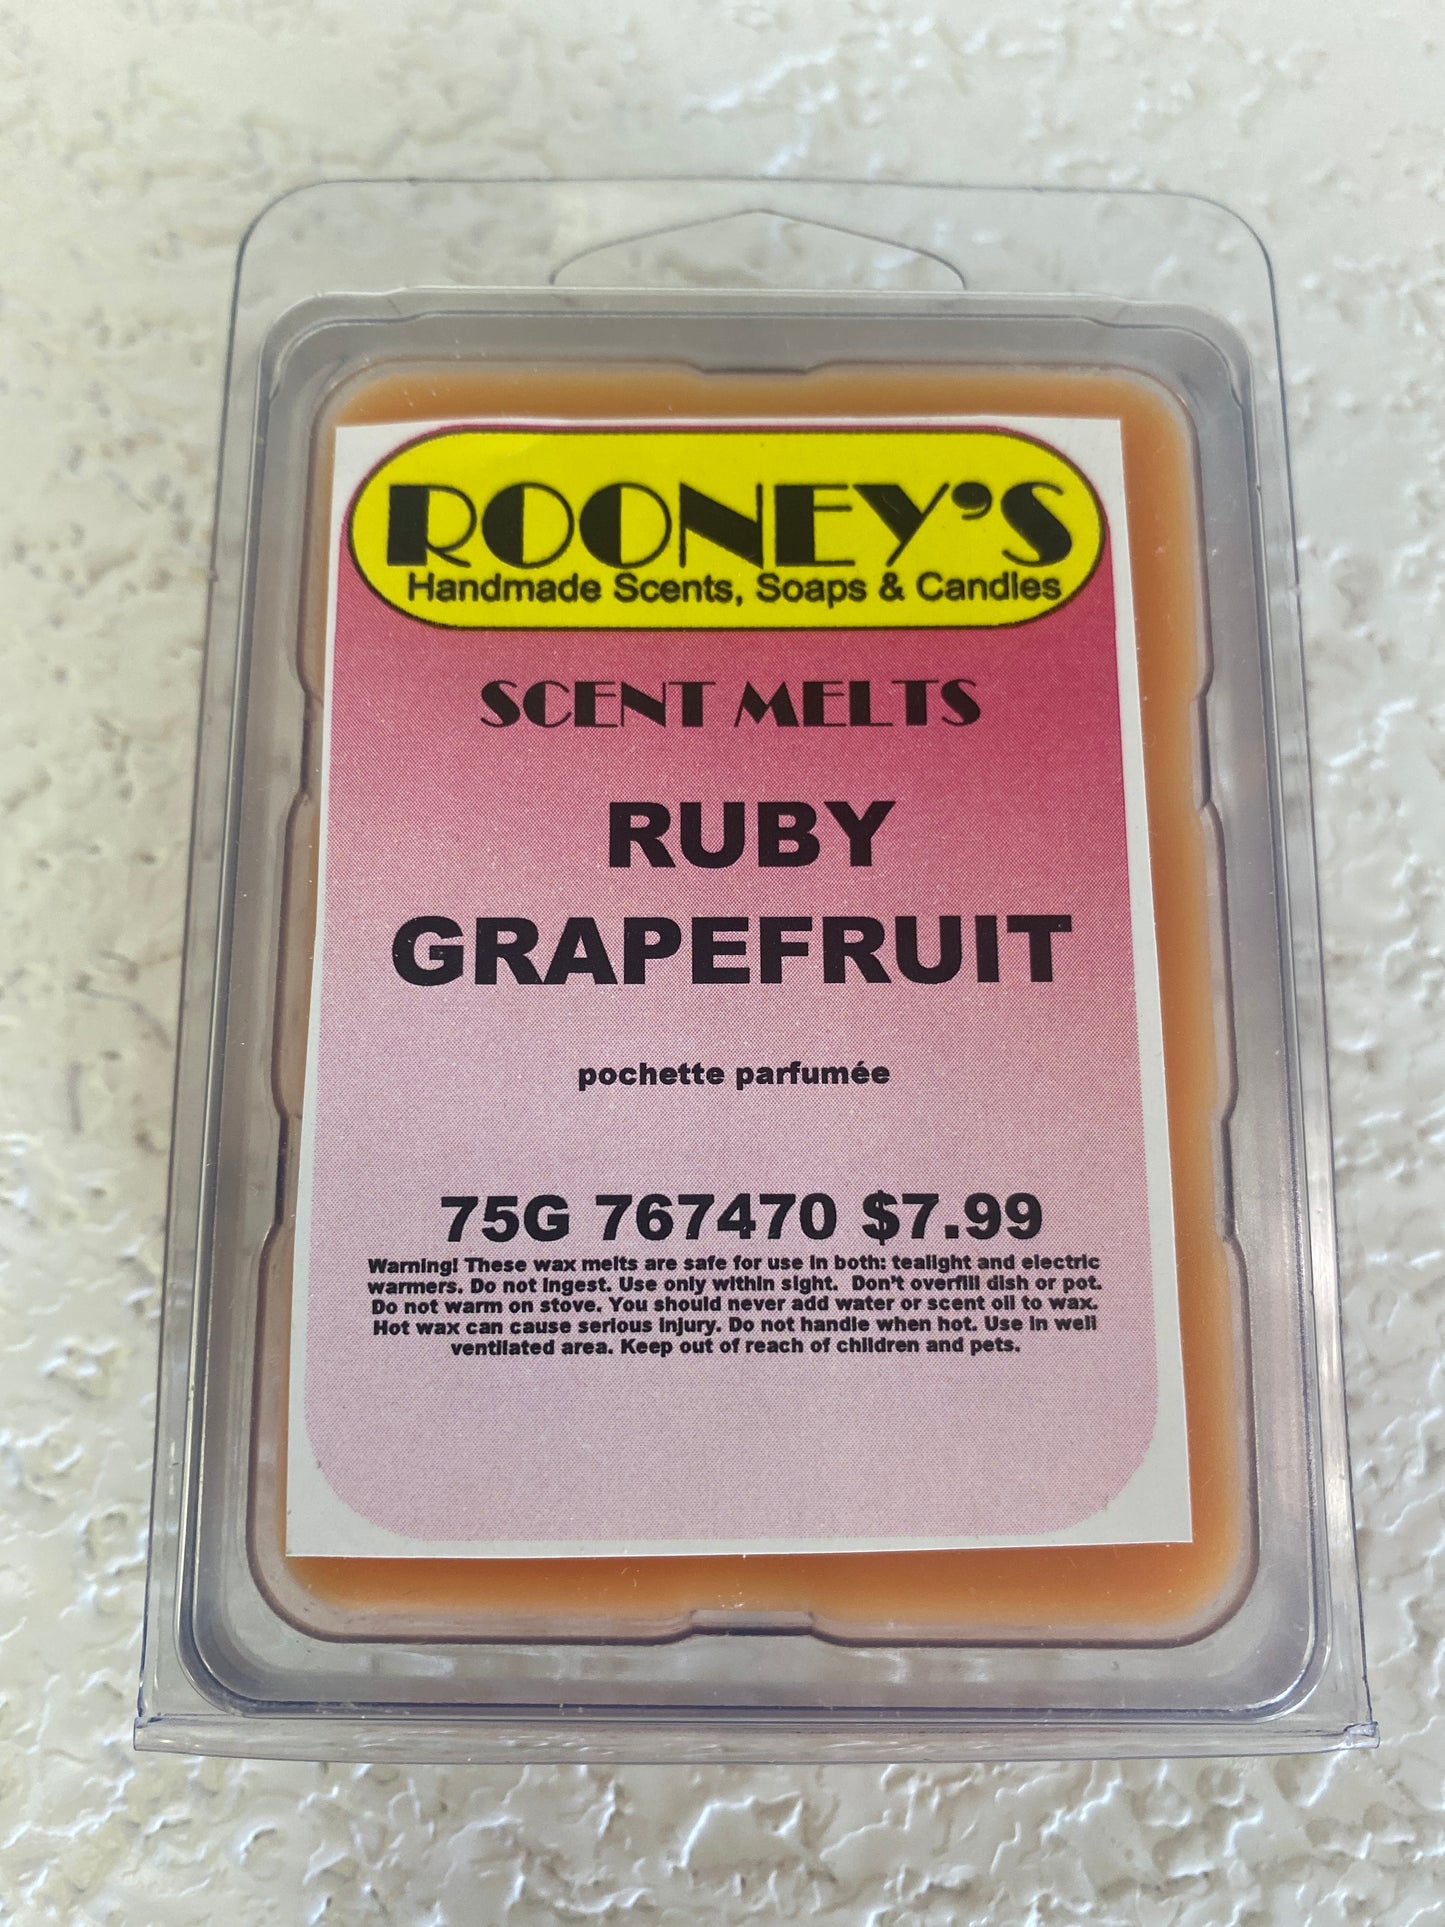 ROONEY'S
Handmade Scents, Soaps & Candles
SCENT MELTS
RUBY
GRAPEFRUIT
pochette parfumée
75G 767470 $7.99
Warning! These wax melts are safe for use in both: tealight and electric
warmers. Do not ingest. Use only within sight. Don't overfill dish or pot.
Do not warm on stove. You should never add water or scent oil to wax.
Hot wax can cause serious injury. Do not handle when hot. Use in well
ventilated area. Keep out of reach of children and pets.